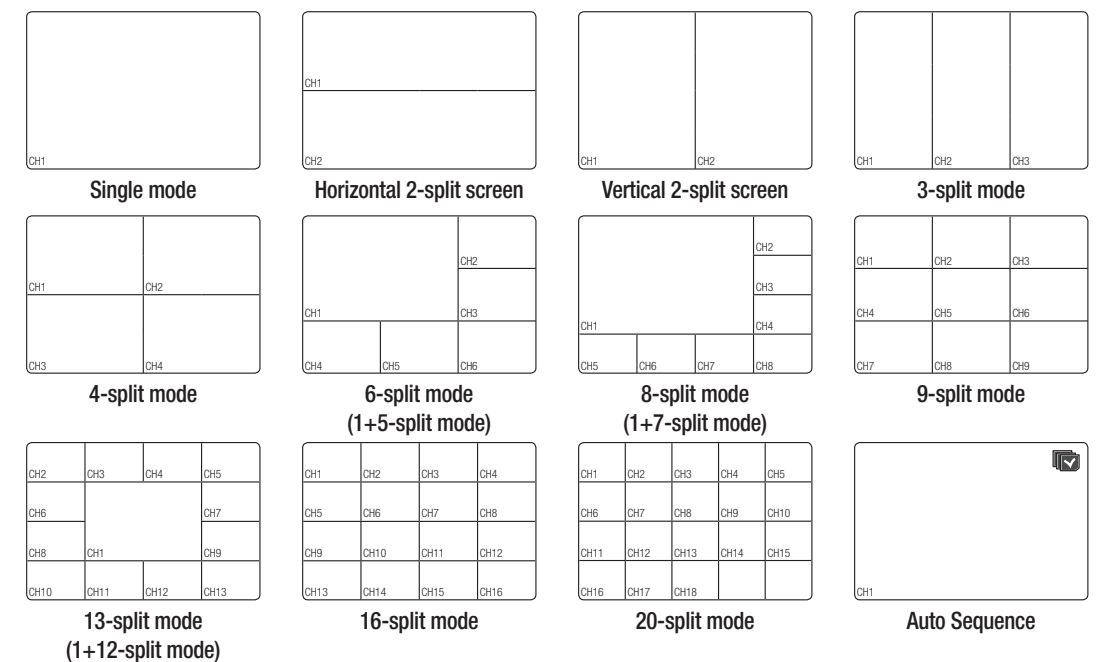 CH1
Single mode
CH1
CH2
Horizontal 2-split screen
CH1 CH2
Vertical 2-split screen
CH1 CH2 CH3
3-split mode
CH1 CH2
CH3 CH4
4-split mode
CH2
CH1 CH3
CH4 CH5 CH6
6-split mode
(1+5-split mode)
CH2
CH3
CH1 CH4
CH5 CH6 CH7 CH8
8-split mode
(1+7-split mode)
CH1 CH2 CH3
CH4 CH5 CH6
CH7 CH8 CH9
9-split mode
CH2 CH3 CH4 CH5
CH6 CH7
CH8 CH1 CH9
CH10 CH11 CH12 CH13
13-split mode
(1+12-split mode)
CH1 CH2 CH3 CH4
CH5 CH6 CH7 CH8
CH9 CH10 CH11 CH12
CH13 CH14 CH15 CH16
16-split mode
CH1 CH2 CH3 CH4 CH5
CH6 CH7 CH8 CH9 CH10
CH11 CH12 CH13 CH14 CH15
CH16 CH17 CH18
20-split mode
CH1
Auto Sequence